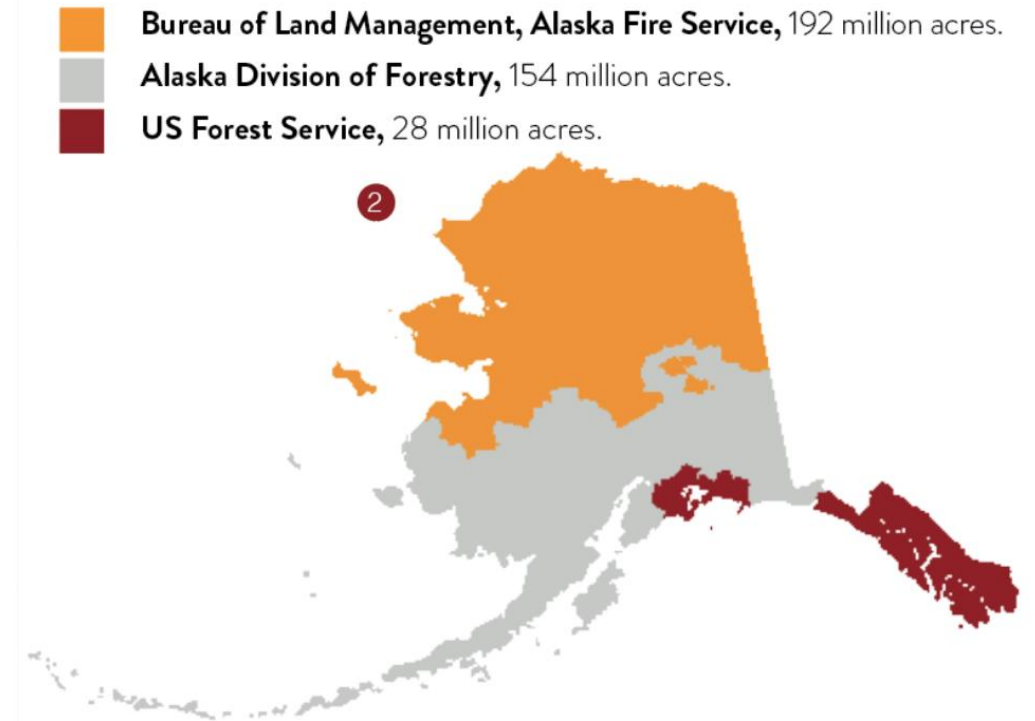 Bureau of Land Management, Alaska Fire Service, 192 million acres.
Alaska Division of Forestry, 154 million acres.
US Forest Service, 28 million acres.
2